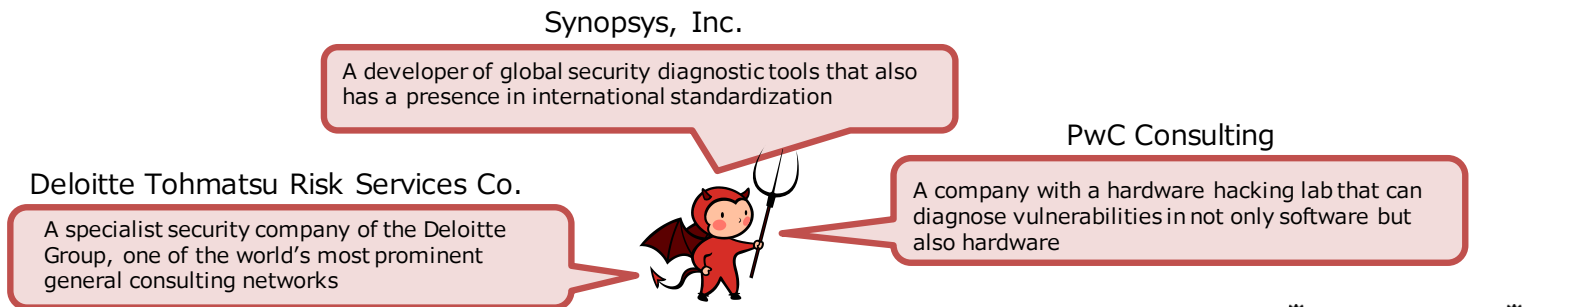 Synopsys, Inc.
A developer of global security diagnostic tools that also
has a presence in international standardization
PwC Consulting
A company with a hardware hacking lab that can
diagnose vulnerabilities in not only software but
also hardware
Deloitte Tohmatsu Risk Services Co.
A specialist security company of the Deloitte
Group, one of the world's most prominent
general consulting networks